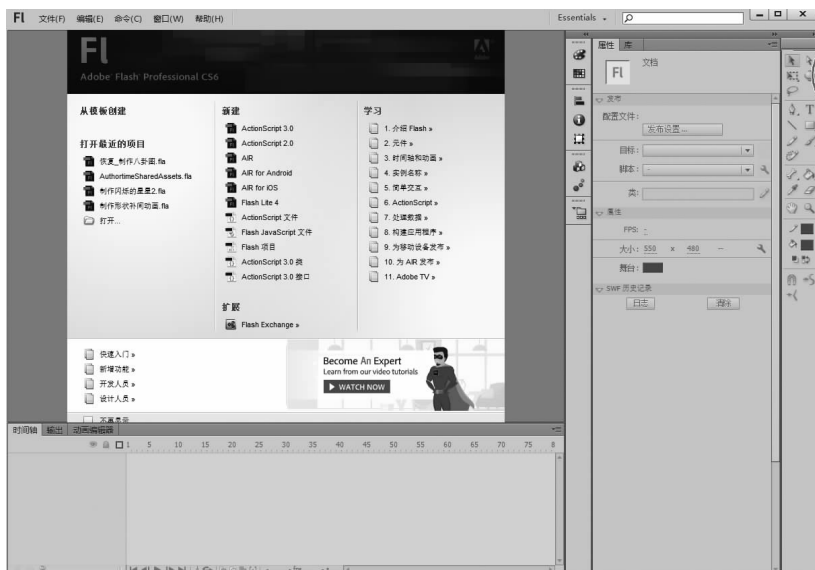 Fl 文件(F) 编辑(E) 命令(C) 窗口(W) 帮助(H) Essentials
Fl
Adobe Flash Professional CS6
Adobe
从模板创建
打开最近的项目
恢复_制作八卦图.fla
AuthortimeSharedAssets.fla
制作闪烁的星星2.fla
制作形状补间动画.fla
打开...
新建
ActionScript 3.0
ActionScript 2.0
AIR
AIR for Android
AIR for iOS
Flash Lite 4
ActionScript 文件
Flash JavaScript 文件
Flash 项目
ActionScript 3.0 类
ActionScript 3.0 接口
扩展
Flash Exchange »
学习
1. 介绍 Flash »
2. 元件 »
3. 时间轴和动画 »
4. 实例名称 »
5. 简单交互 »
6. ActionScript »
7. 处理数据 »
8. 构建应用程序 »
9. 为移动设备发布 »
10. 为 AIR 发布 »
11. Adobe TV »
快速入门 »
新增功能 »
开发人员 »
设计人员 »
Become An Expert
Learn from our video tutorials
WATCH NOW
不再显示
属性 库
Fl 文档
发布
配置文件:
发布设置...
目标:
脚本: -
类:
属性
FPS: -
大小: 550 x 480 --
舞台:
SWF 历史记录
日志 清除
时间轴 输出 动画编辑器
1 5 10 15 20 25 30 35 40 45 50 55 60 65 70 75 8